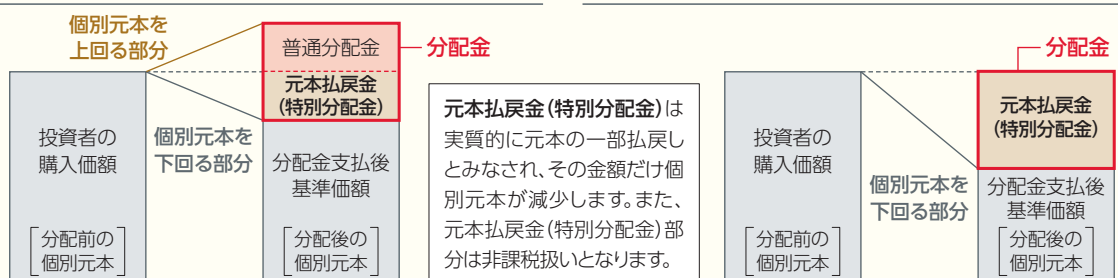 個別元本を
上回る部分
普通分配金
分配金
元本払戻金
(特別分配金)
投資者の
購入価額
個別元本を
下回る部分
分配金支払後
基準価額
分配前の
個別元本
分配後の
個別元本
元本払戻金(特別分配金)は
実質的に元本の一部払戻し
とみなされ、その金額だけ個
別元本が減少します。また、
元本払戻金(特別分配金)部
分は非課税扱いとなります。
分配金
元本払戻金
(特別分配金)
投資者の
購入価額
個別元本を
下回る部分
分配金支払後
基準価額
分配前の
個別元本
分配後の
個別元本